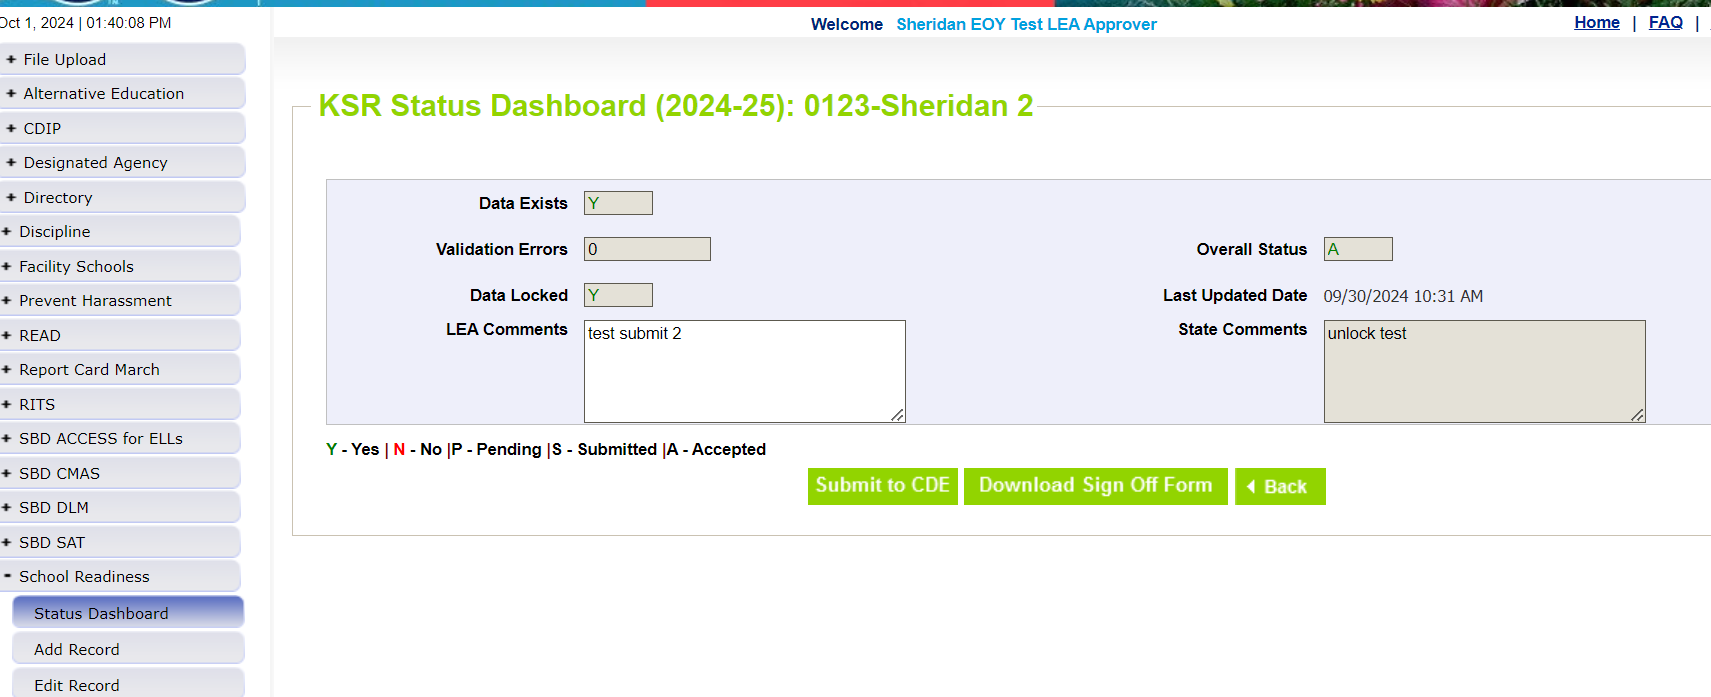 Oct 1, 2024 | 01:40:08 PM
Welcome Sheridan EOY Test LEA Approver
Home | FAQ |
+ File Upload
+ Alternative Education
+ CDIP
+ Designated Agency
+ Directory
+ Discipline
+ Facility Schools
+ Prevent Harassment
+ READ
+ Report Card March
+ RITS
+ SBD ACCESS for ELLs
+ SBD CMAS
+ SBD DLM
+ SBD SAT
- School Readiness
Status Dashboard
Add Record
Edit Record
KSR Status Dashboard (2024-25): 0123-Sheridan 2
Data Exists Y
Validation Errors 0
Overall Status A
Data Locked Y
Last Updated Date 09/30/2024 10:31 AM
LEA Comments test submit 2
State Comments unlock test
Y - Yes | N - No |P - Pending |S - Submitted |A - Accepted
Submit to CDE
Download Sign Off Form
Back